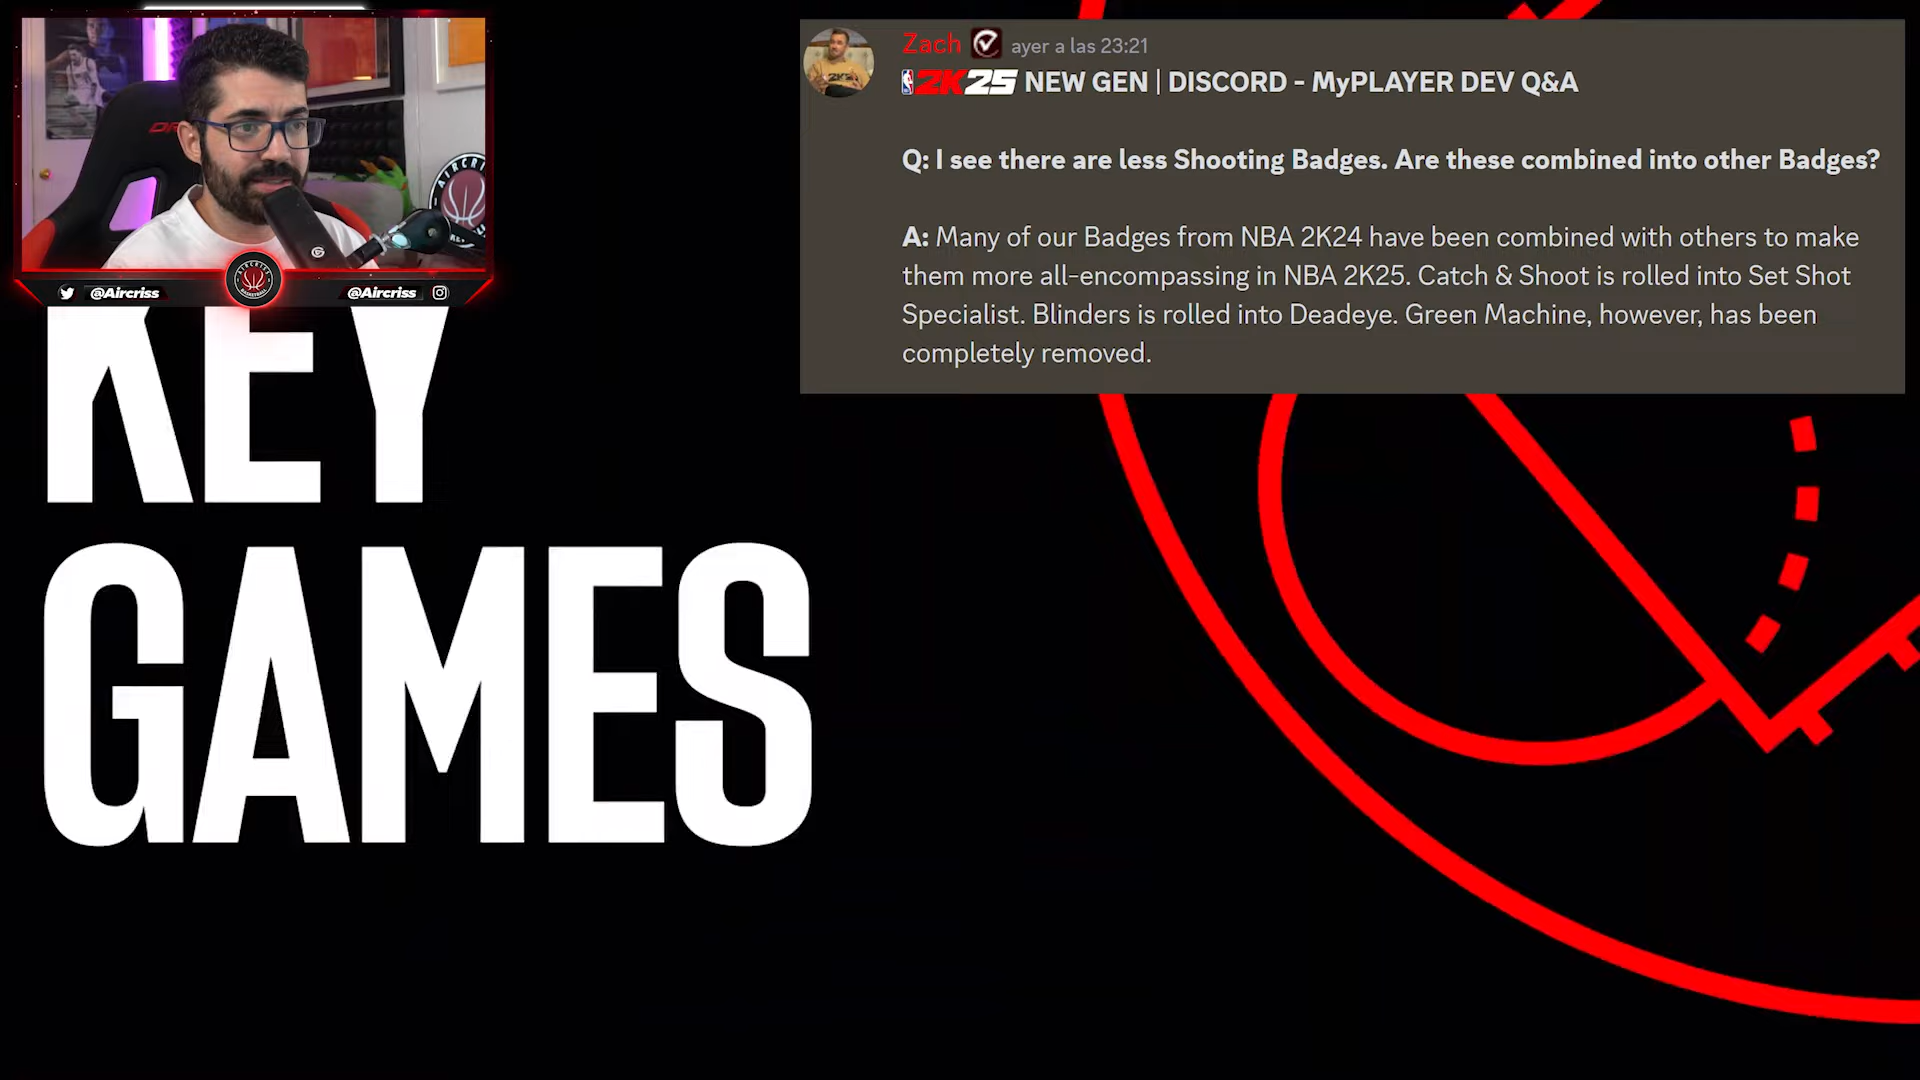 Zach ayer a las 23:21
2K25 NEW GEN | DISCORD - MyPLAYER DEV Q&A
Q: I see there are less Shooting Badges. Are these combined into other Badges?
A: Many of our Badges from NBA 2K24 have been combined with others to make
them more all-encompassing in NBA 2K25. Catch & Shoot is rolled into Set Shot
Specialist. Blinders is rolled into Deadeye. Green Machine, however, has been
completely removed.
@Aircriss
@Aircriss
KEY
GAMES